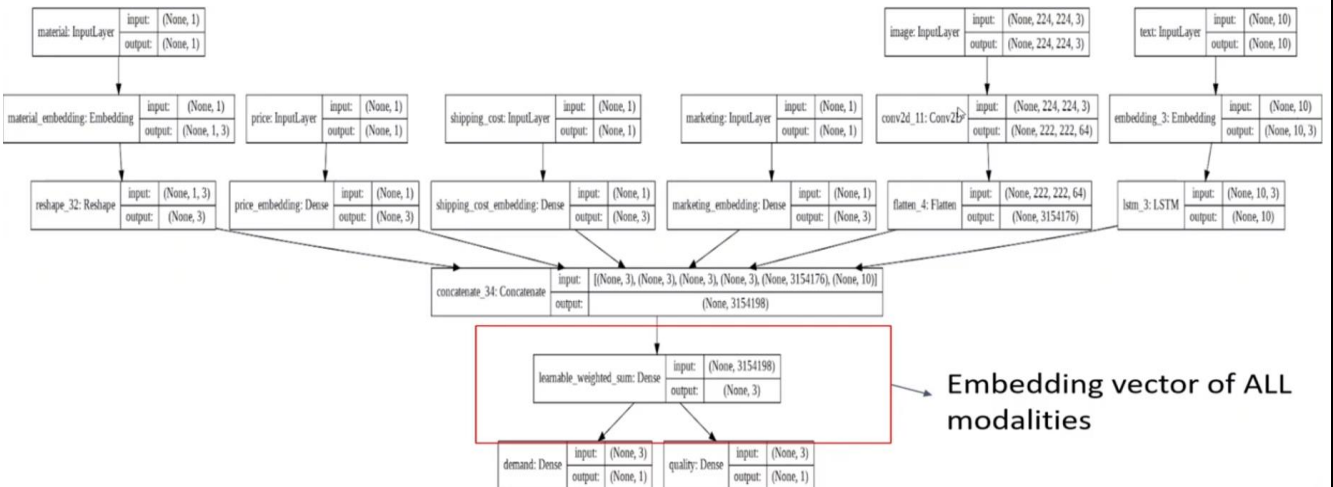 material: InputLayer
input: (None, 1)
output: (None, 1)
image: InputLayer
input: (None, 224, 224, 3)
output: (None, 224, 224, 3)
text: InputLayer
input: (None, 10)
output: (None, 10)
material_embedding: Embedding
input: (None, 1)
output: (None, 1, 3)
price: InputLayer
input: (None, 1)
output: (None, 1)
shipping_cost: InputLayer
input: (None, 1)
output: (None, 1)
marketing: InputLayer
input: (None, 1)
output: (None, 1)
conv2d_11: Conv2D
input: (None, 224, 224, 3)
output: (None, 222, 222, 64)
embedding_3: Embedding
input: (None, 10)
output: (None, 10, 3)
reshape_32: Reshape
input: (None, 1, 3)
output: (None, 3)
price_embedding: Dense
input: (None, 1)
output: (None, 3)
shipping_cost_embedding: Dense
input: (None, 1)
output: (None, 3)
marketing_embedding: Dense
input: (None, 1)
output: (None, 3)
flatten_4: Flatten
input: (None, 222, 222, 64)
output: (None, 3154176)
lstm_3: LSTM
input: (None, 10, 3)
output: (None, 10)
concatenate_34: Concatenate
input: [(None, 3), (None, 3), (None, 3), (None, 3), (None, 3154176), (None, 10)]
output: (None, 3154198)
learnable_weighted_sum: Dense
input: (None, 3154198)
output: (None, 3)
Embedding vector of ALL
modalities
demand: Dense
input: (None, 3)
output: (None, 1)
quality: Dense
input: (None, 3)
output: (None, 1)